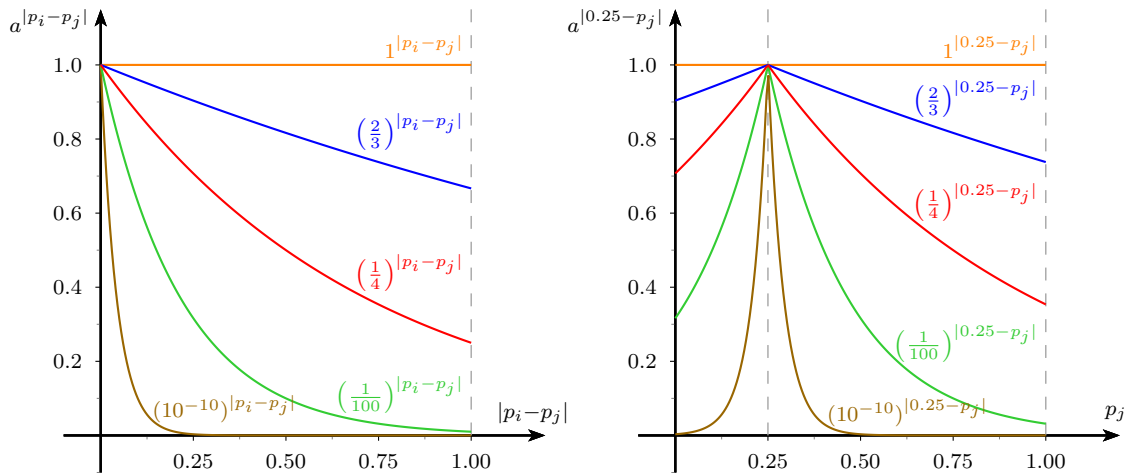 a^{|p_i−p_j|}
1^{|p_i−p_j|}
1.0
(2/3)^{|p_i−p_j|}
0.8
0.6
(1/4)^{|p_i−p_j|}
0.4
0.2
(1/100)^{|p_i−p_j|}
(10^{−10})^{|p_i−p_j|}
|p_i−p_j|
0.25 0.50 0.75 1.00
a^{|0.25−p_j|}
1^{|0.25−p_j|}
1.0
(2/3)^{|0.25−p_j|}
0.8
0.6
(1/4)^{|0.25−p_j|}
0.4
(1/100)^{|0.25−p_j|}
0.2
(10^{−10})^{|0.25−p_j|}
p_j
0.25 0.50 0.75 1.00